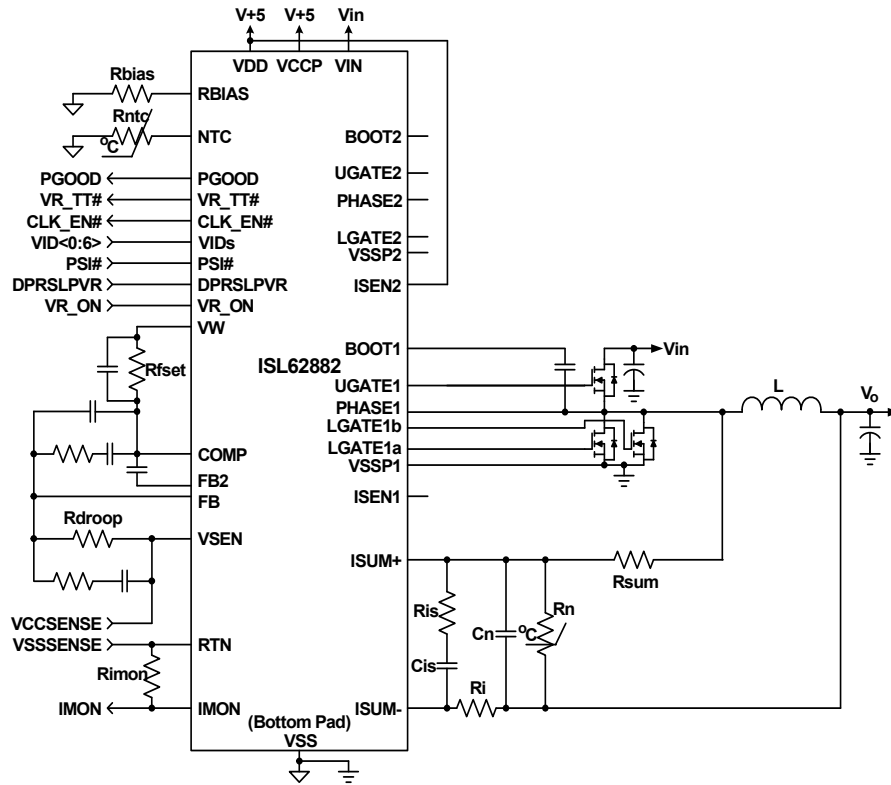 V+5
V+5
Vin
VDD
VCCP
VIN
Rbias
RBIAS
Rntc
oC
NTC
BOOT2
UGATE2
PGOOD
PGOOD
VR_TT#
VR_TT#
PHASE2
CLK_EN#
CLK_EN#
VID<0:6>
VIDs
LGATE2
PSI#
PSI#
VSSP2
DPRSLPVR
DPRSLPVR
ISEN2
VR_ON
VR_ON
VW
BOOT1
Vin
ISL62882
Rfset
UGATE1
L
Vo
PHASE1
LGATE1b
LGATE1a
COMP
VSSP1
FB2
FB
ISEN1
Rdroop
VSEN
ISUM+
Rsum
Ris
Rn
Cn
oC
VCCSENSE
VSSSENSE
RTN
Cis
Rimon
Ri
IMON
IMON
ISUM-
(Bottom Pad)
VSS